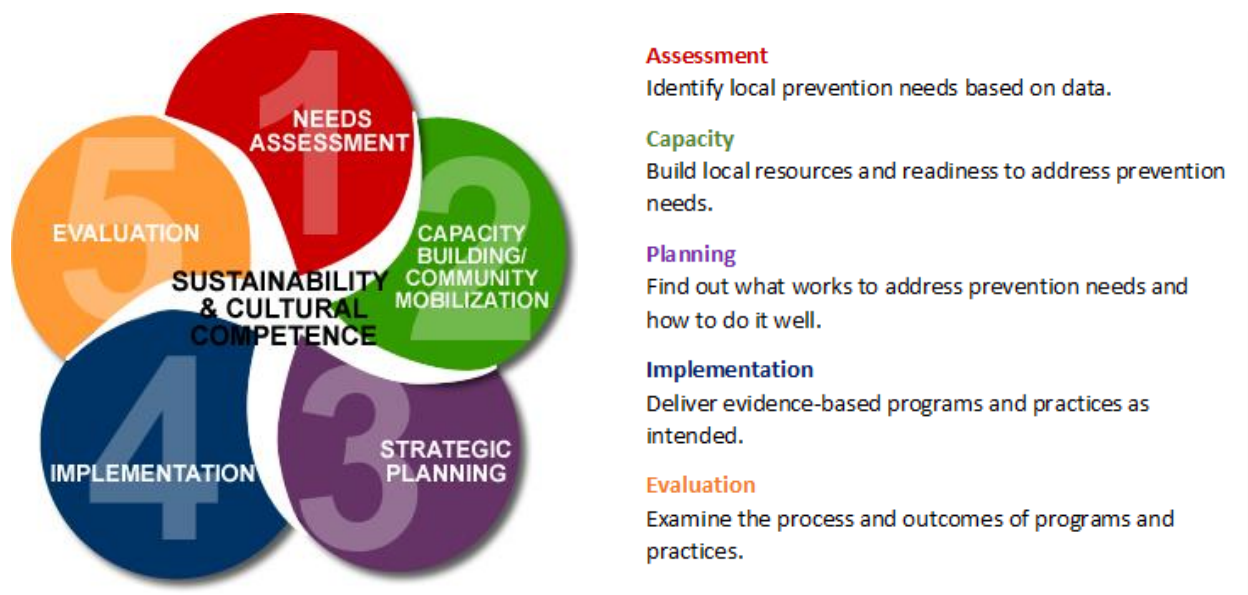 1
NEEDS
ASSESSMENT
2
CAPACITY
BUILDING/
COMMUNITY
MOBILIZATION
3
STRATEGIC
PLANNING
4
IMPLEMENTATION
5
EVALUATION
SUSTAINABILITY
& CULTURAL
COMPETENCE
Assessment
Identify local prevention needs based on data.
Capacity
Build local resources and readiness to address prevention
needs.
Planning
Find out what works to address prevention needs and
how to do it well.
Implementation
Deliver evidence-based programs and practices as
intended.
Evaluation
Examine the process and outcomes of programs and
practices.